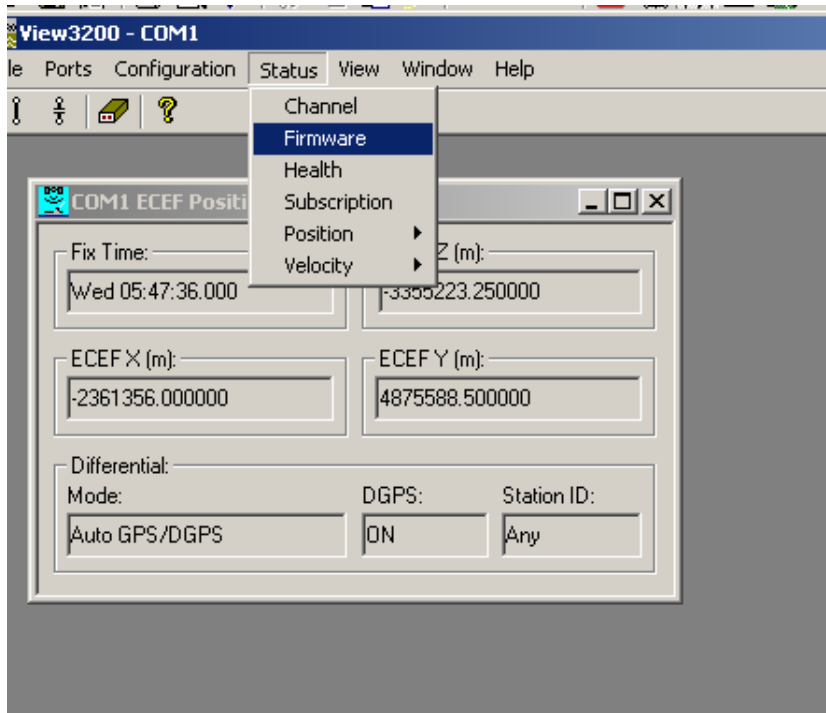 View3200 - COM1
le Ports Configuration Status View Window Help
Channel
Firmware
Health
Subscription
Position
Velocity
COM1 ECEF Positi
Fix Time:
Wed 05:47:36.000
Z (m):
-3355223.250000
ECEF X (m):
-2361356.000000
ECEF Y (m):
4875588.500000
Differential:
Mode:
DGPS:
Station ID:
Auto GPS/DGPS
ON
Any